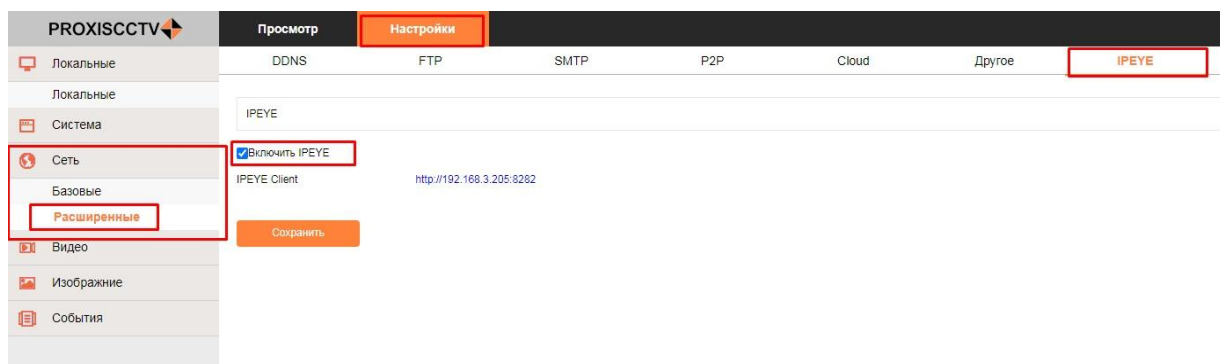 PROXISCCTV
Просмотр Настройки
Локальные
Локальные
Система
Сеть
Базовые
Расширенные
Видео
Изображние
События
DDNS FTP SMTP P2P Cloud Другое IPEYE
IPEYE
Включить IPEYE
IPEYE Client http://192.168.3.205:8282
Сохранить